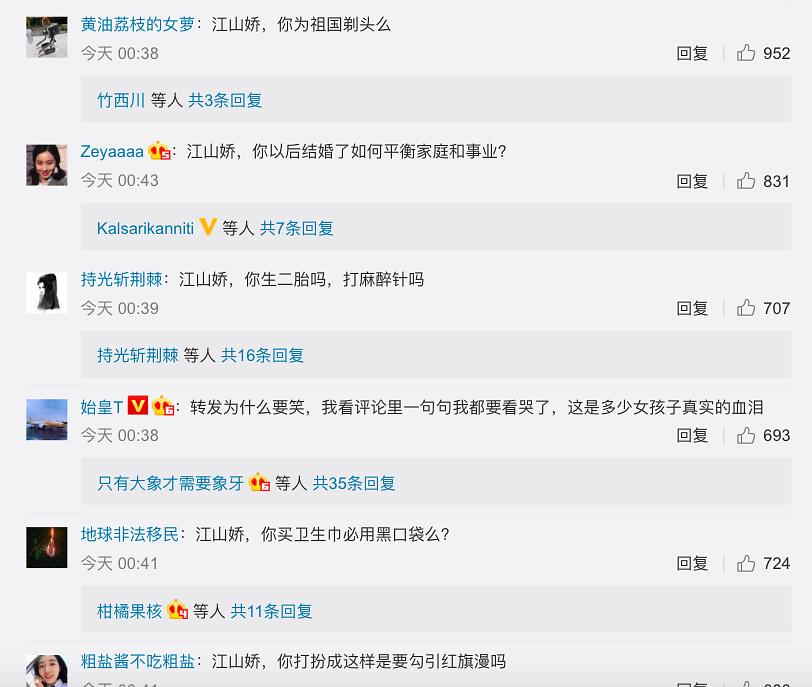 黄油荔枝的女萝：江山娇，你为祖国剃头么
今天 00:38 回复 952
竹西川 等人 共3条回复
Zeyaaaa 5：江山娇，你以后结婚了如何平衡家庭和事业？
今天 00:43 回复 831
Kalsarikanniti V 等人 共7条回复
持光斩荆棘：江山娇，你生二胎吗，打麻醉针吗
今天 00:39 回复 707
持光斩荆棘 等人 共16条回复
始皇T V 6：转发为什么要笑，我看评论里一句句我都要看哭了，这是多少女孩子真实的血泪
今天 00:38 回复 693
只有大象才需要象牙 等人 共35条回复
地球非法移民：江山娇，你买卫生巾必用黑口袋么？
今天 00:41 回复 724
柑橘果核 4 等人 共11条回复
粗盐酱不吃粗盐：江山娇，你打扮成这样是要勾引红旗漫吗